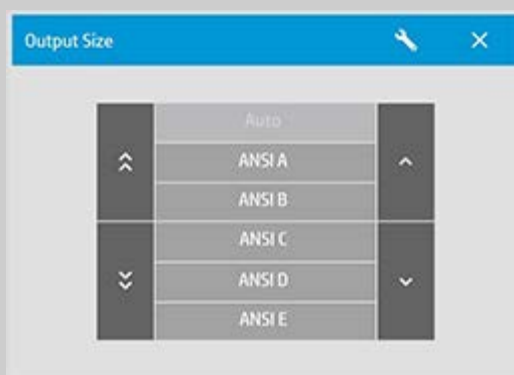 Output Size
Auto
ANSI A
ANSI B
ANSI C
ANSI D
ANSI E